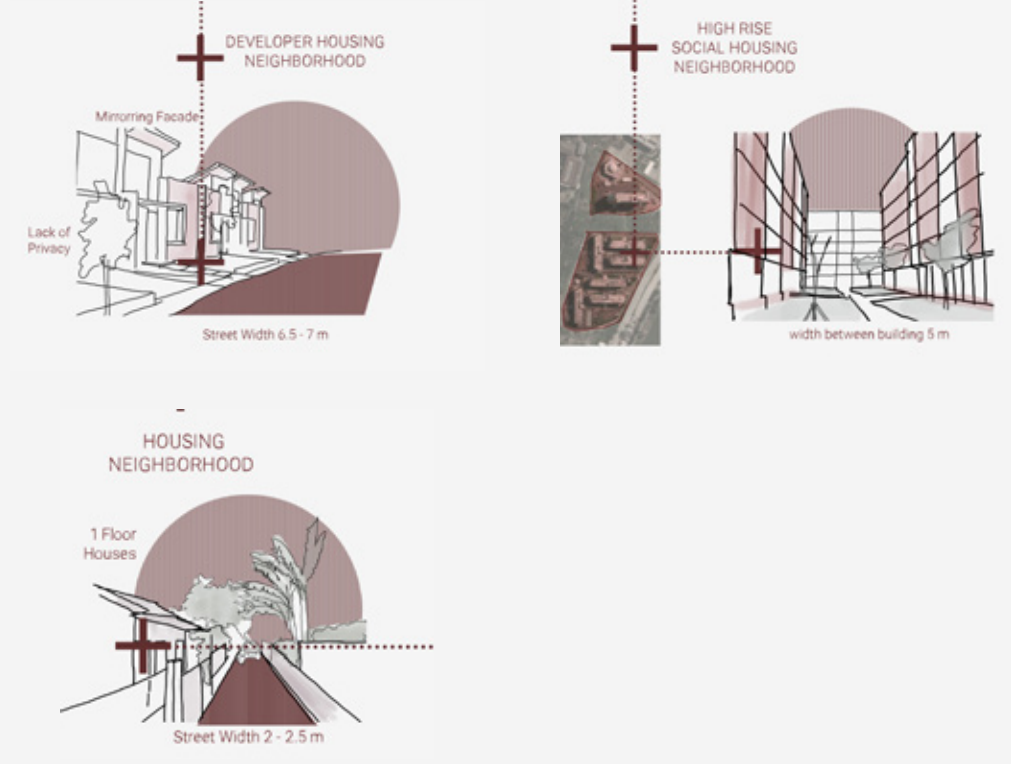 DEVELOPER HOUSING
NEIGHBORHOOD
Mirrorring Facade
Lack of
Privacy
Street Width 6.5 - 7 m
HIGH RISE
SOCIAL HOUSING
NEIGHBORHOOD
width between building 5 m
HOUSING
NEIGHBORHOOD
1 Floor
Houses
Street Width 2 - 2.5 m